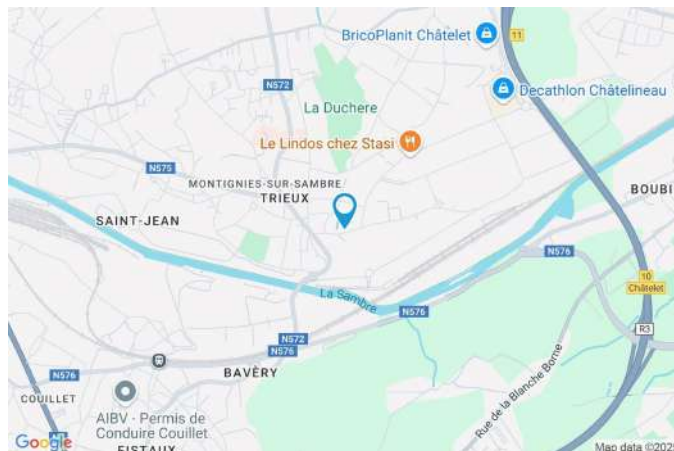 BricoPlanit Châtelet
11
N572
Decathlon Châtelineau
La Duchere
Le Lindos chez Stasi
N575
MONTIGNIES-SUR-SAMBRE
TRIEUX
BOUBI
SAINT-JEAN
N576
10
Châtelet
La Sambre
N576
R3
N572
N576
N576
BAVÈRY
COUILLET
AIBV - Permis de
Conduire Couillet
Rue de la Blanche Borne
FISTAUX
Google
Map data ©2025